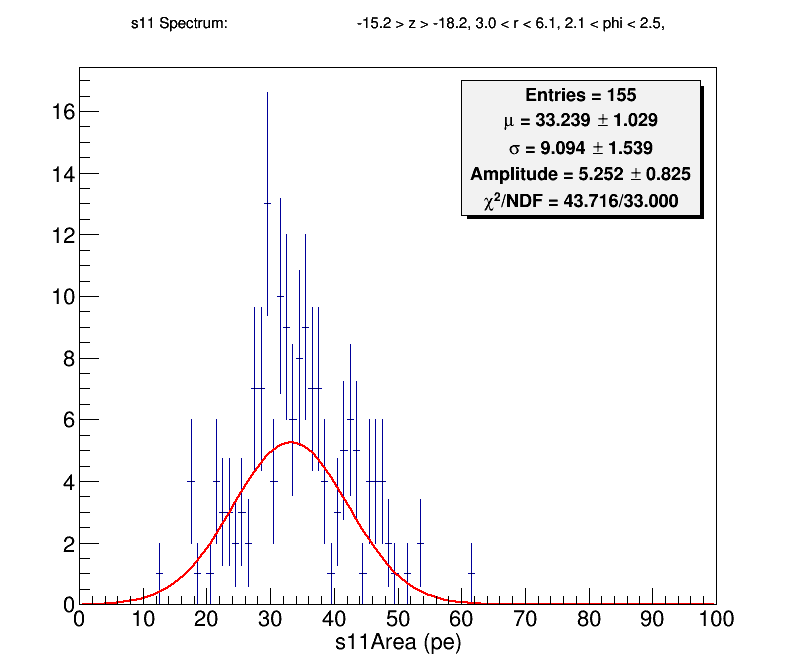 s11 Spectrum: -15.2 > z > -18.2, 3.0 < r < 6.1, 2.1 < phi < 2.5,
Entries = 155
μ = 33.239 ± 1.029
σ = 9.094 ± 1.539
Amplitude = 5.252 ± 0.825
χ²/NDF = 43.716/33.000
16
14
12
10
8
6
4
2
0
0 10 20 30 40 50 60 70 80 90 100
s11Area (pe)